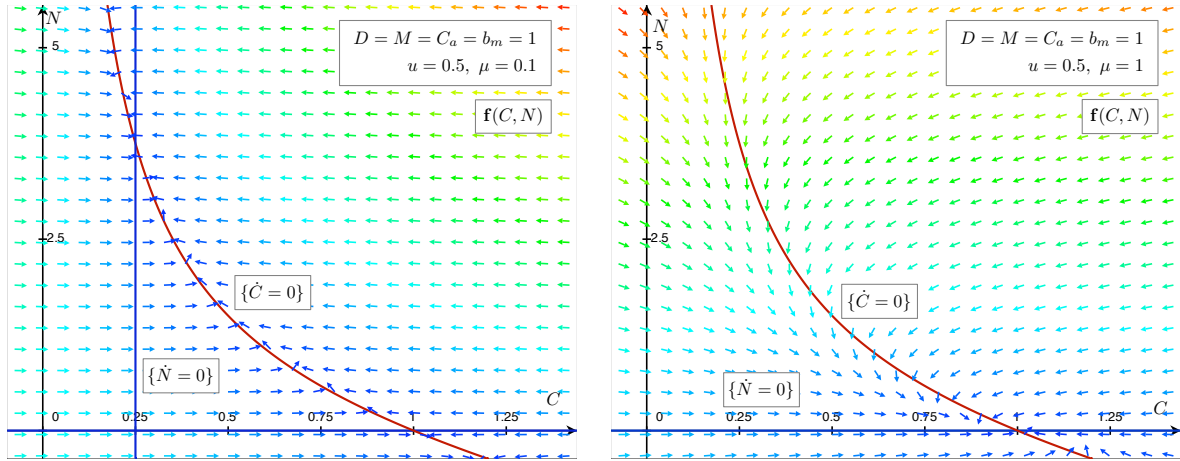 N
5
D = M = C_a = b_m = 1
u = 0.5, μ = 0.1
f(C, N)
2.5
{Ċ = 0}
{Ṅ = 0}
C
0
0.25
0.5
0.75
1
1.25
N
5
D = M = C_a = b_m = 1
u = 0.5, μ = 1
f(C, N)
2.5
{Ċ = 0}
{Ṅ = 0}
C
0
0.25
0.5
0.75
1
1.25